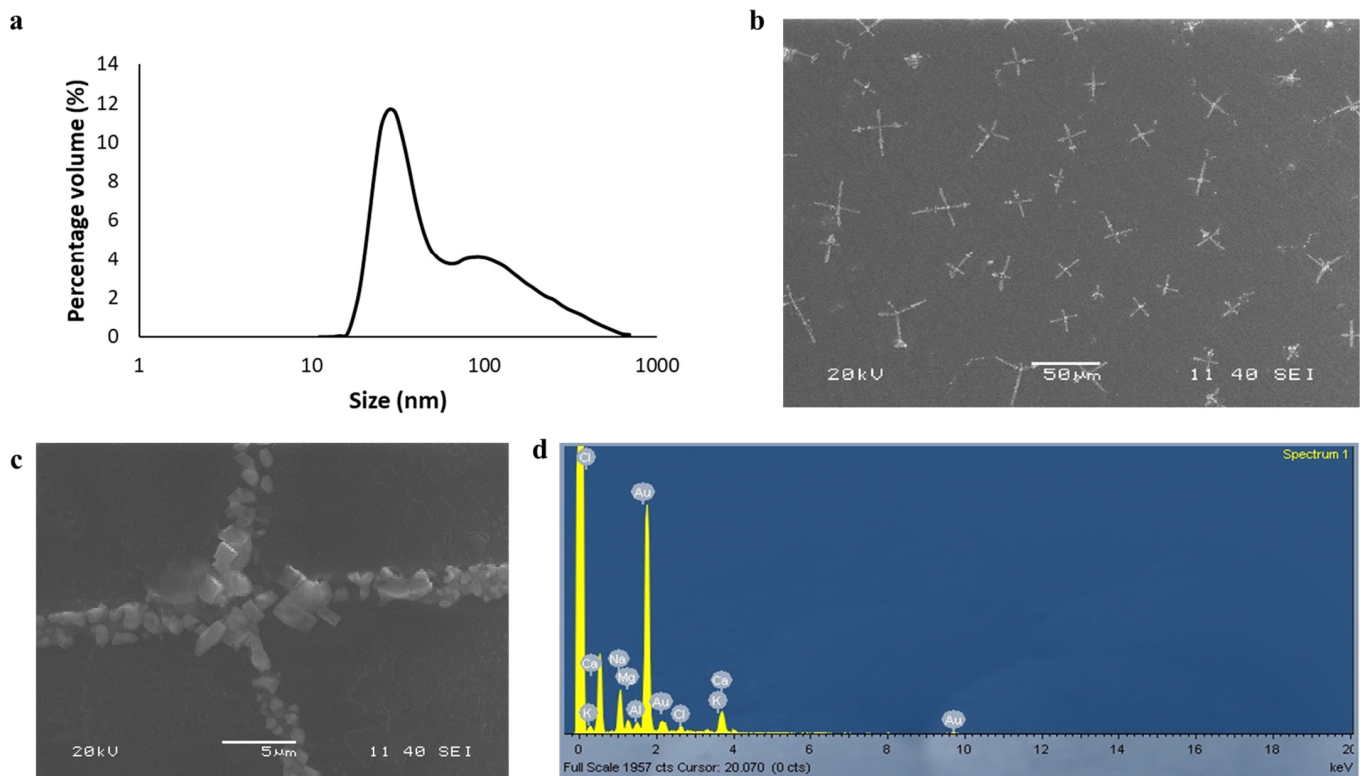 a
14
12
10
8
6
4
2
0
Percentage volume (%)
1 10 100 1000
Size (nm)
b
20kV 50μm 11 40 SEI
c
20kV 5μm 11 40 SEI
d
Spectrum 1
Cl
Au
Ca Na Ca
Mg K
K Al Au Cl Au
0 2 4 6 8 10 12 14 16 18 20
Full Scale 1957 cts Cursor: 20.070 (0 cts) keV